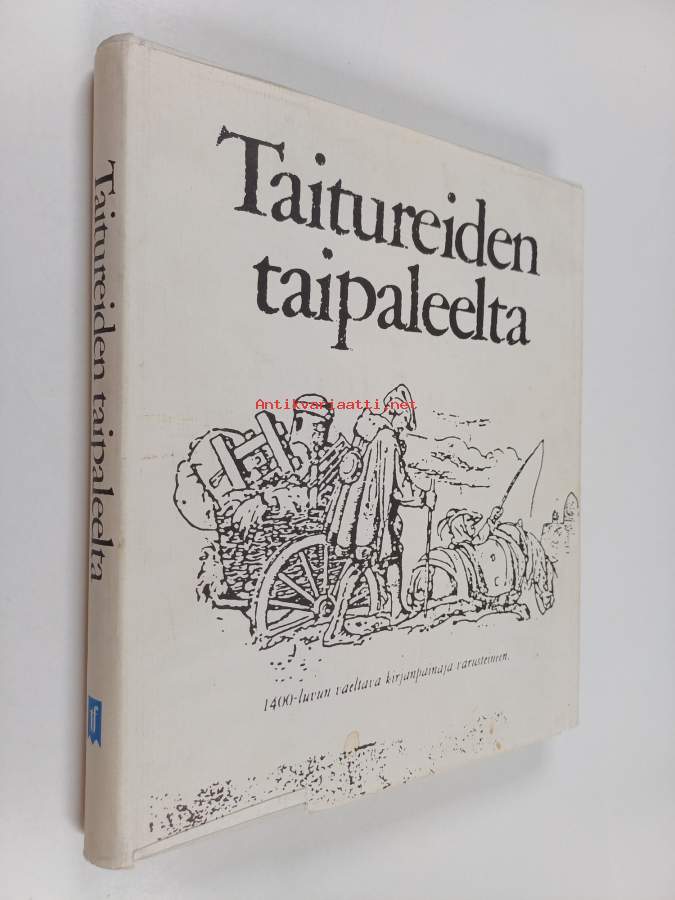 Taitureiden
taipaleelta
Antikvariaatti.net
1400-luvun vaeltava kirjanpainaja varusteineen.
Taitureiden taipaleelta